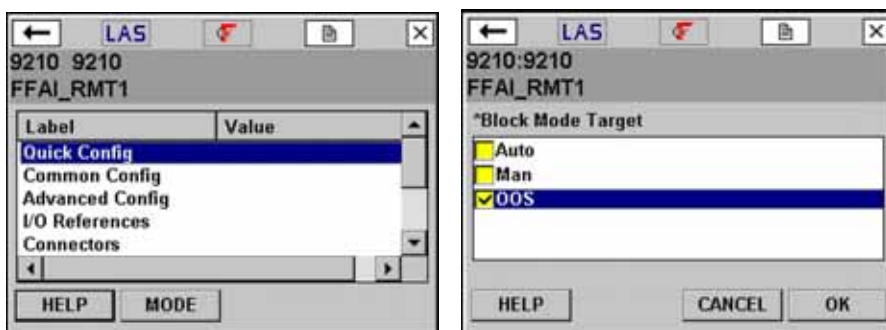 LAS
9210 9210
FFAI_RMT1
Label Value
Quick Config
Common Config
Advanced Config
I/O References
Connectors
HELP MODE
LAS
9210:9210
FFAI_RMT1
*Block Mode Target
Auto
Man
OOS
HELP CANCEL OK